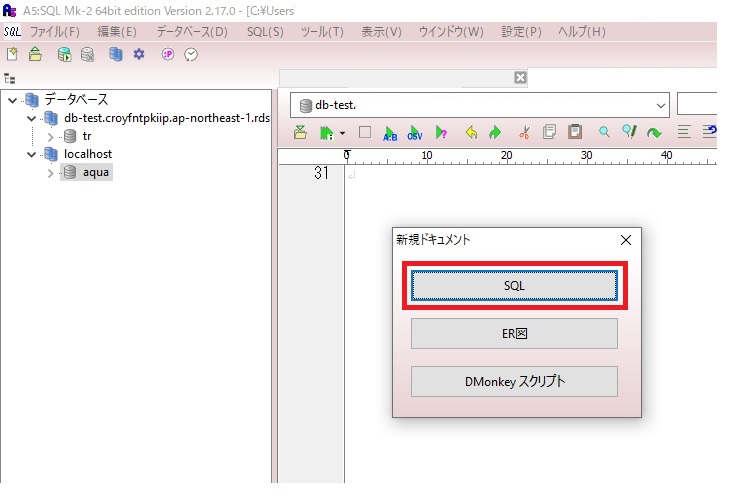 A5:SQL Mk-2 64bit edition Version 2.17.0 - [C:¥Users
SQL ファイル(F) 編集(E) データベース(D) SQL(S) ツール(T) 表示(V) ウインドウ(W) 設定(P) ヘルプ(H)
データベース
db-test.croyfntpkiip.ap-northeast-1.rds
tr
localhost
aqua
db-test.
A:B CSV
0 10 20 30 40
31
新規ドキュメント
SQL
ER図
DMonkey スクリプト